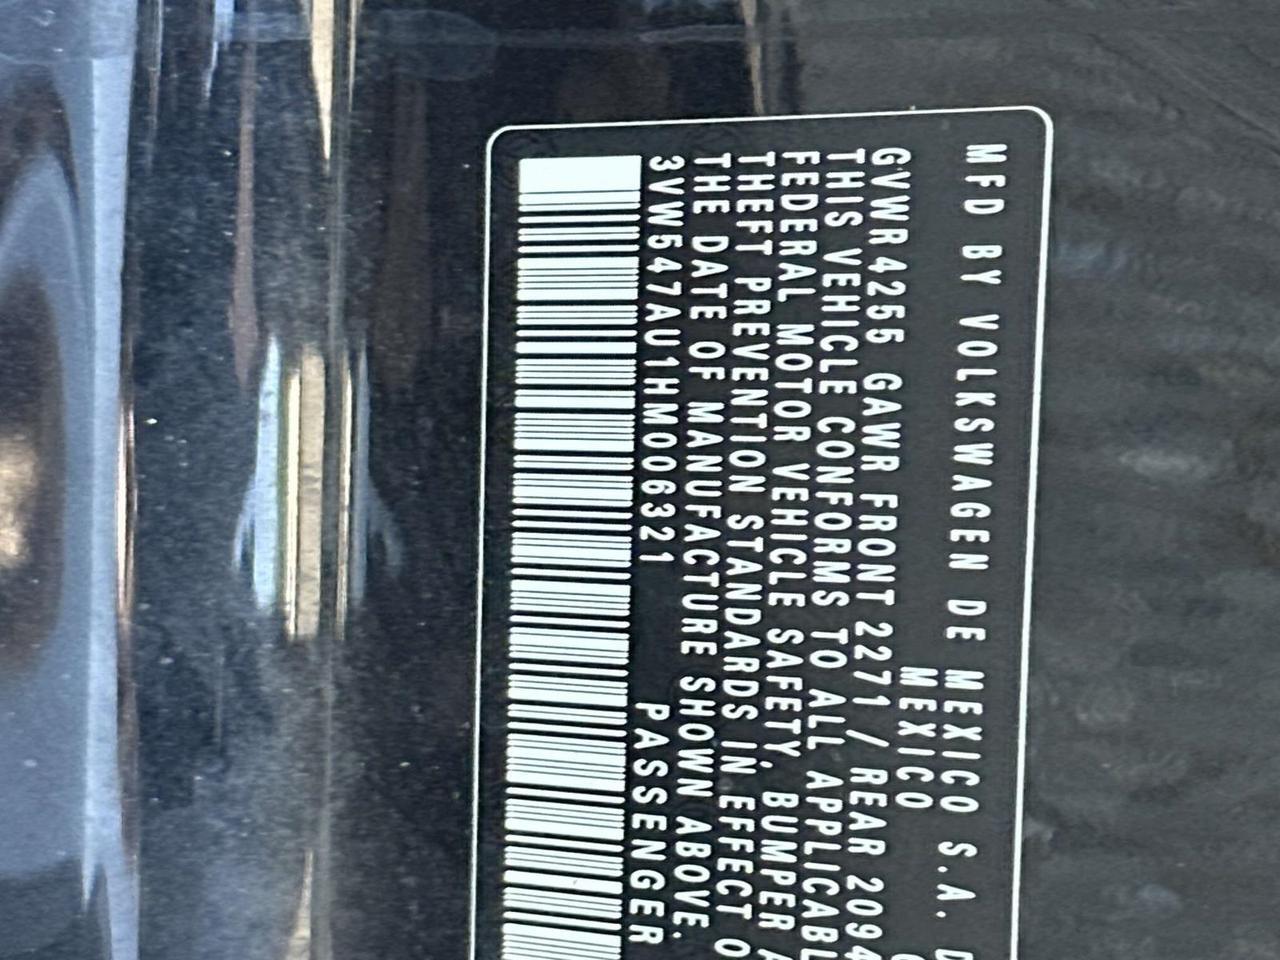 MFD BY VOLKSWAGEN DE MEXICO S.A. D
MEXICO
GVWR 4255 GAWR FRONT 2271 / REAR 2094
THIS VEHICLE CONFORMS TO ALL APPLICABL
FEDERAL MOTOR VEHICLE SAFETY, BUMPER A
THEFT PREVENTION STANDARDS IN EFFECT O
THE DATE OF MANUFACTURE SHOWN ABOVE.
3VW547AU1HM006321 PASSENGER